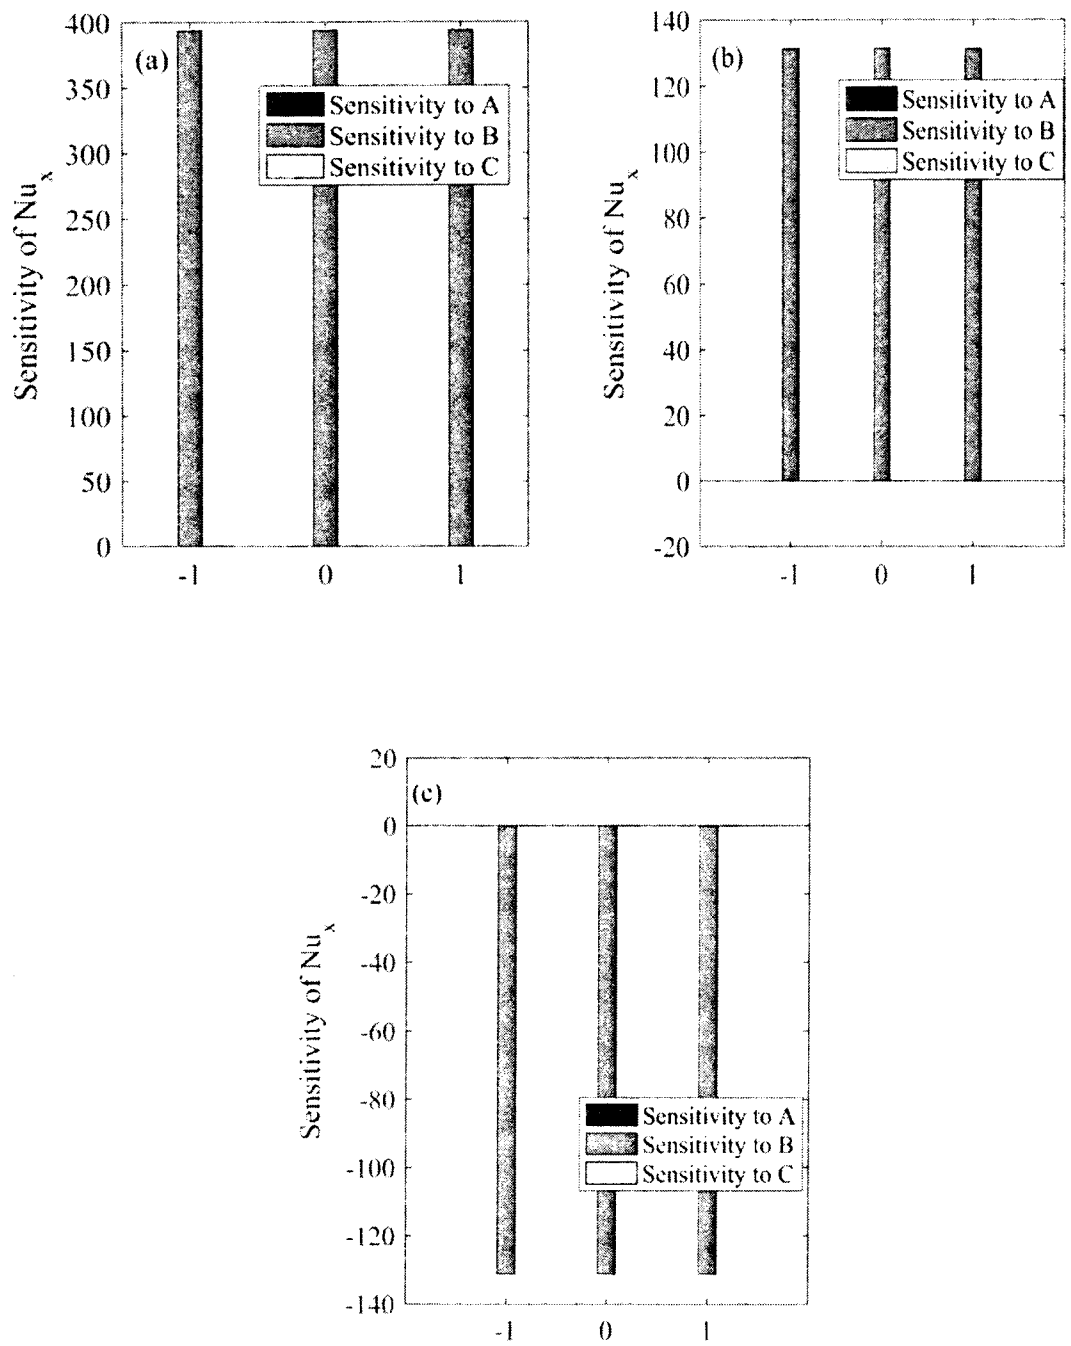 (a)
Sensitivity to A
Sensitivity to B
Sensitivity to C
Sensitivity of Nu_x
400
350
300
250
200
150
100
50
0
-1 0 1
(b)
Sensitivity to A
Sensitivity to B
Sensitivity to C
Sensitivity of Nu_x
140
120
100
80
60
40
20
0
-20
-1 0 1
(c)
Sensitivity of Nu_x
20
0
-20
-40
-60
-80
-100
-120
-140
Sensitivity to A
Sensitivity to B
Sensitivity to C
-1 0 1